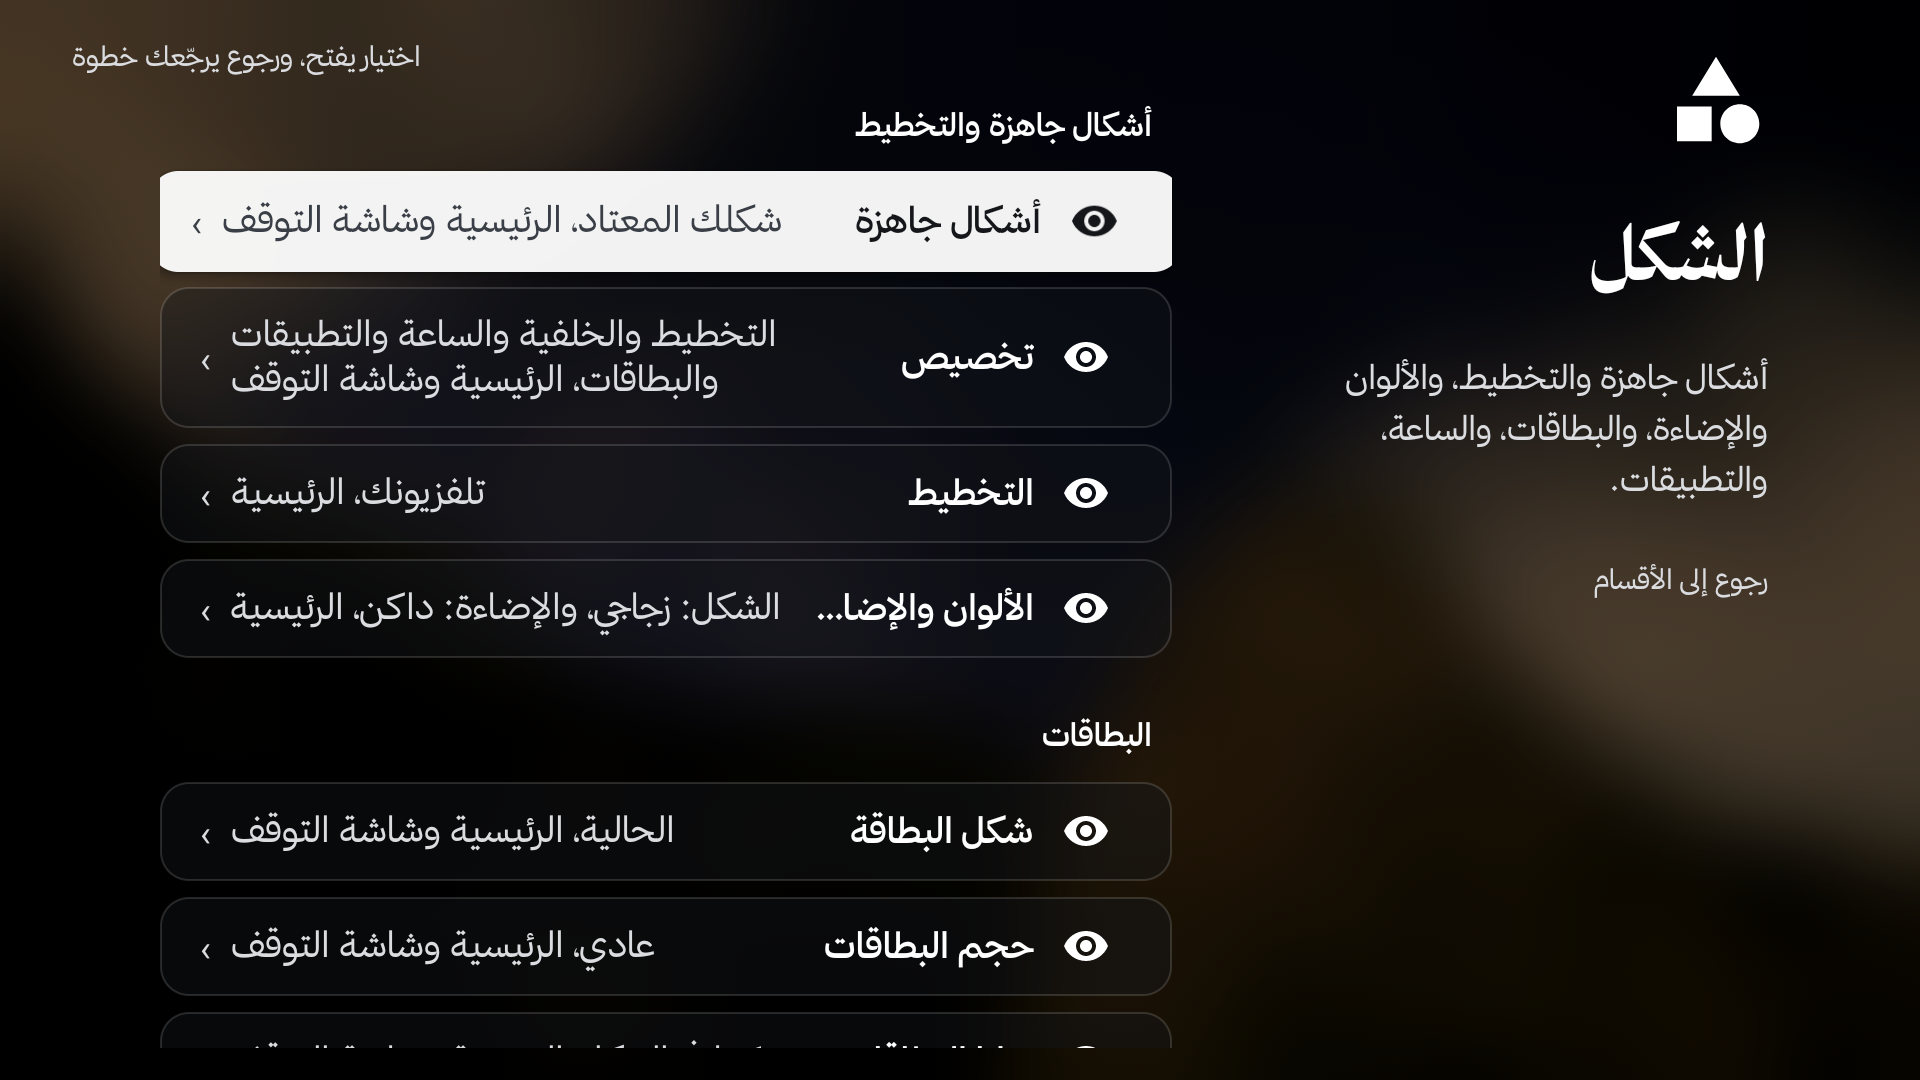 اختيار يفتح، ورجوع يرجّعك خطوة
الشكل
أشكال جاهزة والتخطيط، والألوان
والإضاءة، والبطاقات، والساعة،
والتطبيقات.
رجوع إلى الأقسام
أشكال جاهزة والتخطيط
أشكال جاهزة شكلك المعتاد، الرئيسية وشاشة التوقف ‹
تخصيص التخطيط والخلفية والساعة والتطبيقات
والبطاقات، الرئيسية وشاشة التوقف ‹
التخطيط تلفزيونك، الرئيسية ‹
الألوان والإضا... الشكل: زجاجي، والإضاءة: داكن، الرئيسية ‹
البطاقات
شكل البطاقة الحالية، الرئيسية وشاشة التوقف ‹
حجم البطاقات عادي، الرئيسية وشاشة التوقف ‹